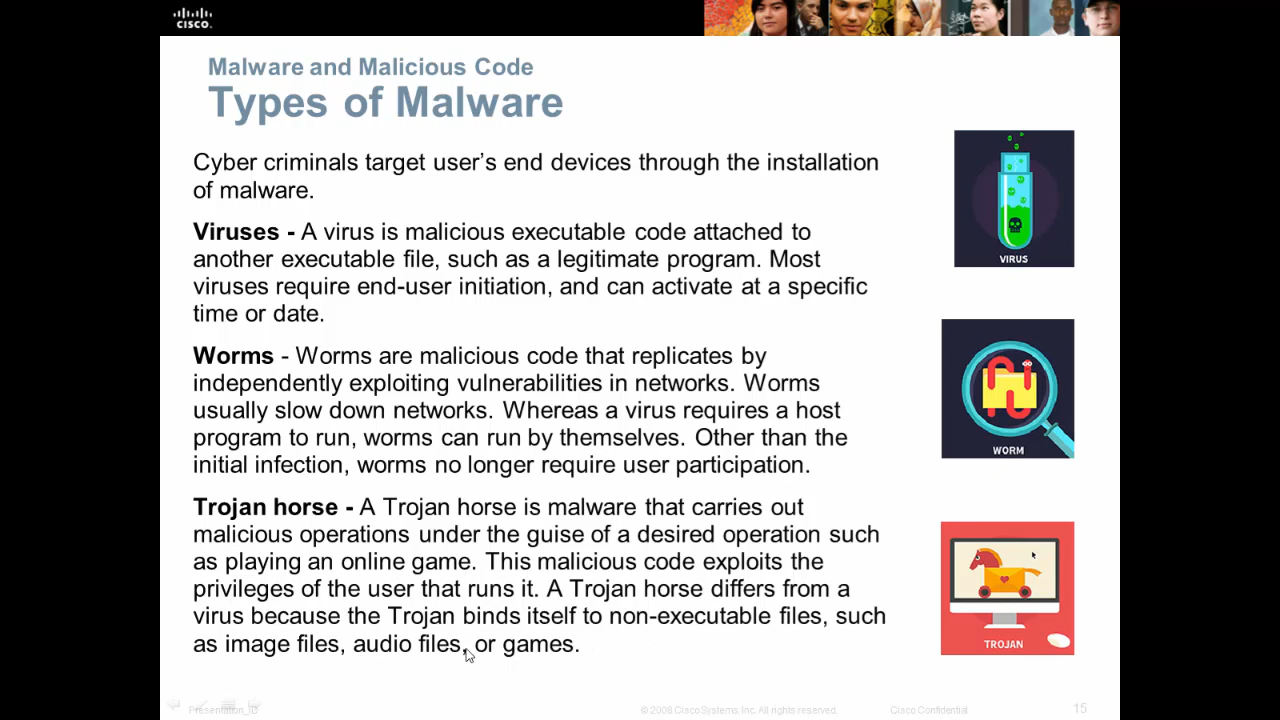 CISCO
Malware and Malicious Code
Types of Malware
Cyber criminals target user’s end devices through the installation
of malware.
Viruses - A virus is malicious executable code attached to
another executable file, such as a legitimate program. Most
viruses require end-user initiation, and can activate at a specific
time or date.
VIRUS
Worms - Worms are malicious code that replicates by
independently exploiting vulnerabilities in networks. Worms
usually slow down networks. Whereas a virus requires a host
program to run, worms can run by themselves. Other than the
initial infection, worms no longer require user participation.
WORM
Trojan horse - A Trojan horse is malware that carries out
malicious operations under the guise of a desired operation such
as playing an online game. This malicious code exploits the
privileges of the user that runs it. A Trojan horse differs from a
virus because the Trojan binds itself to non-executable files, such
as image files, audio files, or games.
TROJAN
Presentation_ID
© 2008 Cisco Systems, Inc. All rights reserved.
Cisco Confidential
15